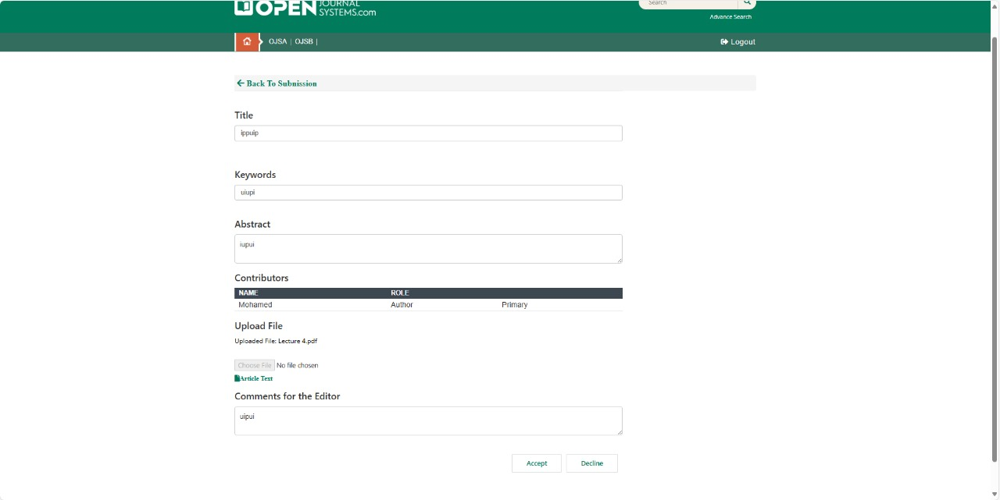 OPEN JOURNAL SYSTEMS.com
Search
Advance Search
OJSA | OJSB |
Logout
Back To Subnission
Title
ippuip
Keywords
uiupi
Abstract
iupui
Contributors
NAME ROLE
Mohamed Author Primary
Upload File
Uploaded File: Lecture 4.pdf
Choose File No file chosen
Article Text
Comments for the Editor
uipui
Accept Decline